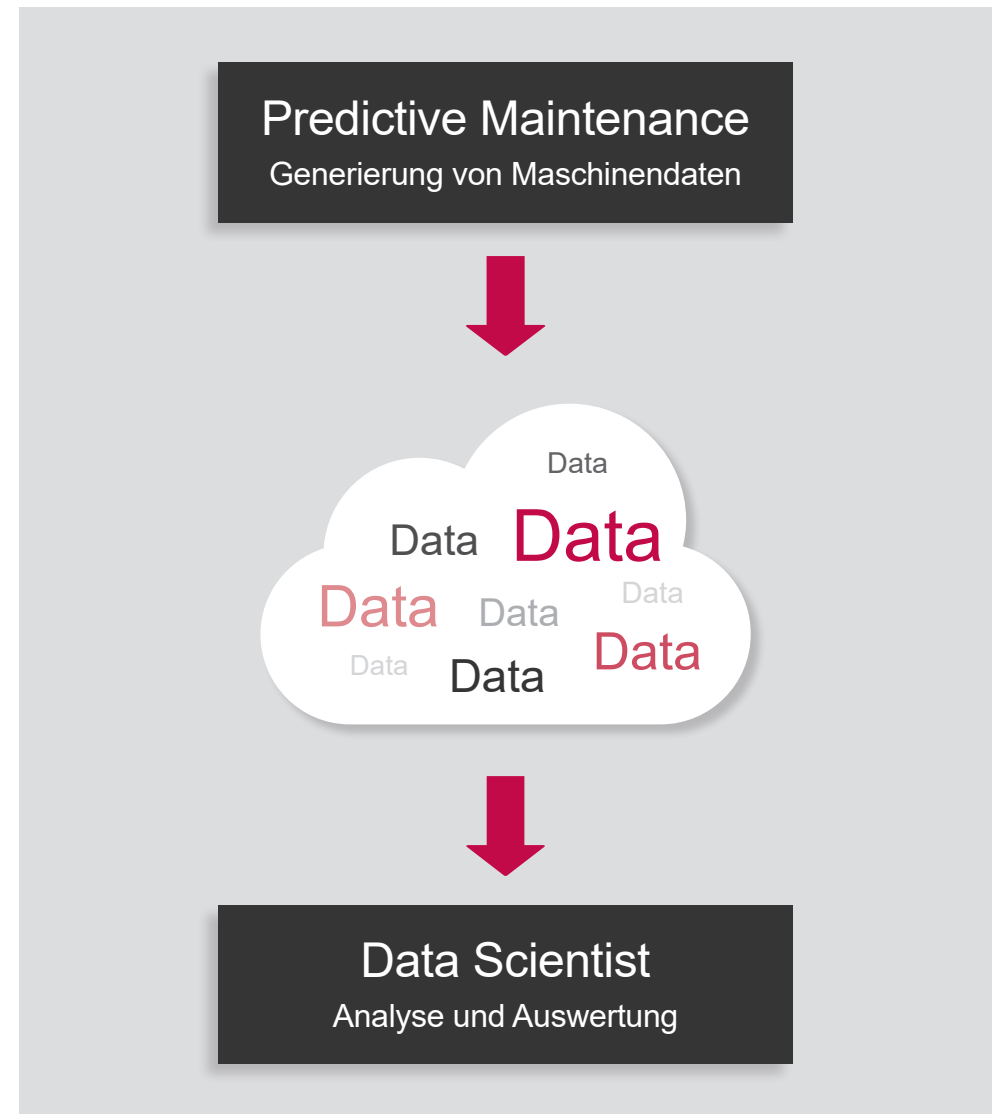 Predictive Maintenance
Generierung von Maschinendaten
Data
Data Data
Data Data Data
Data Data Data
Data Scientist
Analyse und Auswertung